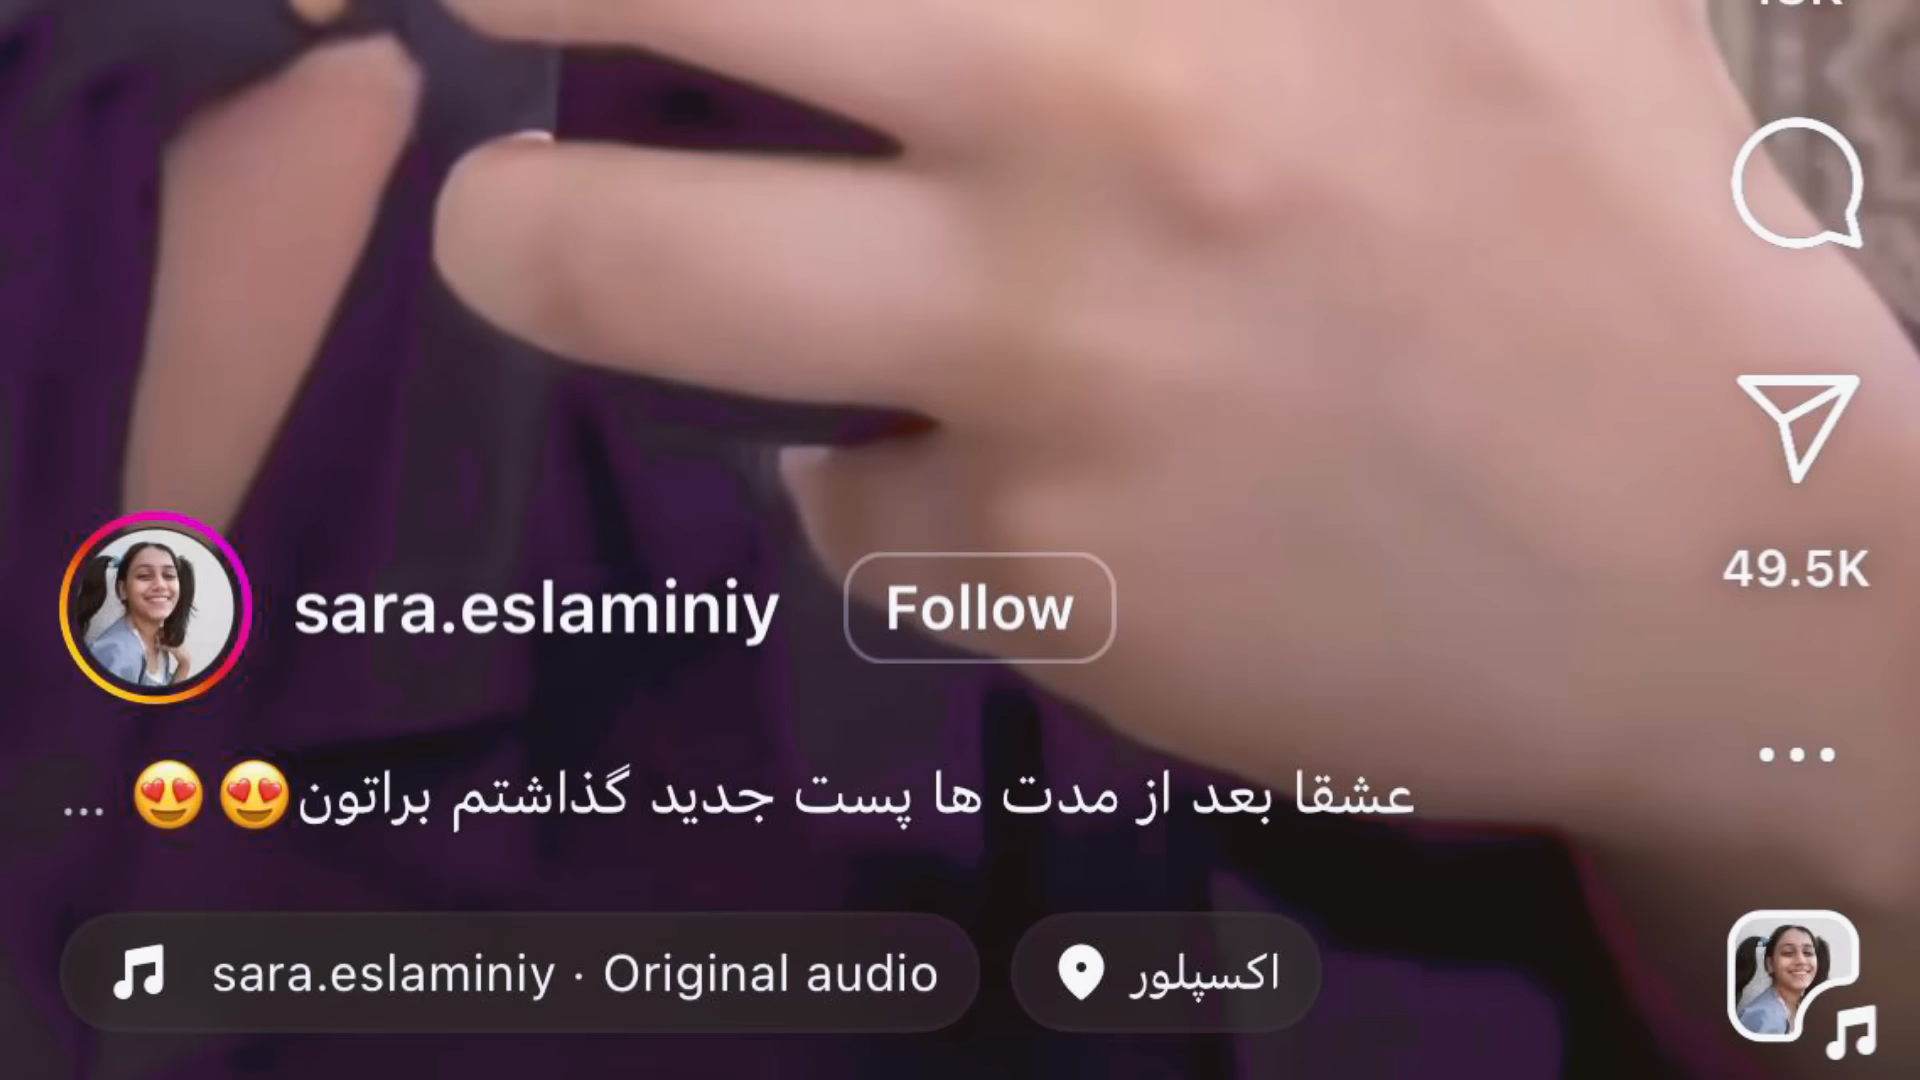 49.5K
sara.eslaminiy
Follow
عشقا بعد از مدت ها پست جدید گذاشتم براتون😍😍 ...
sara.eslaminiy · Original audio
اکسپلور